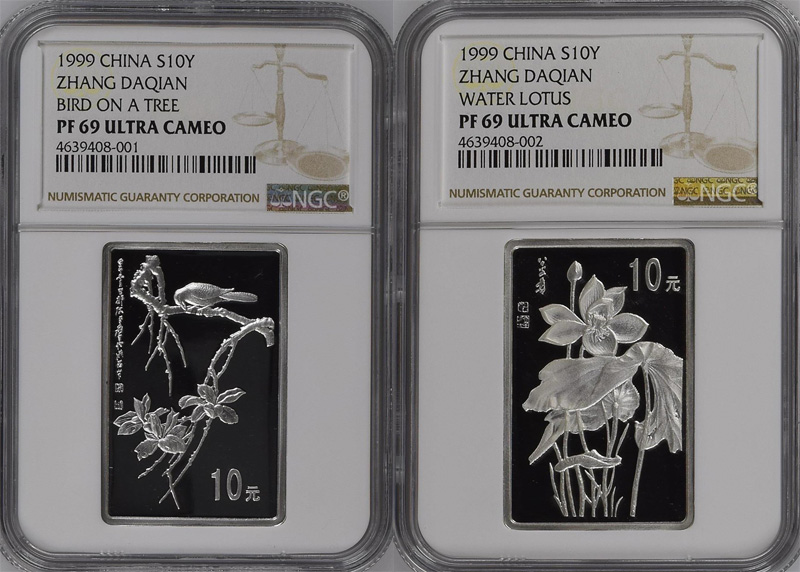 1999 CHINA S10Y
ZHANG DAQIAN
BIRD ON A TREE
PF 69 ULTRA CAMEO
4639408-001
NUMISMATIC GUARANTY CORPORATION
NGC®
10元
1999 CHINA S10Y
ZHANG DAQIAN
WATER LOTUS
PF 69 ULTRA CAMEO
4639408-002
NUMISMATIC GUARANTY CORPORATION
NGC
10元